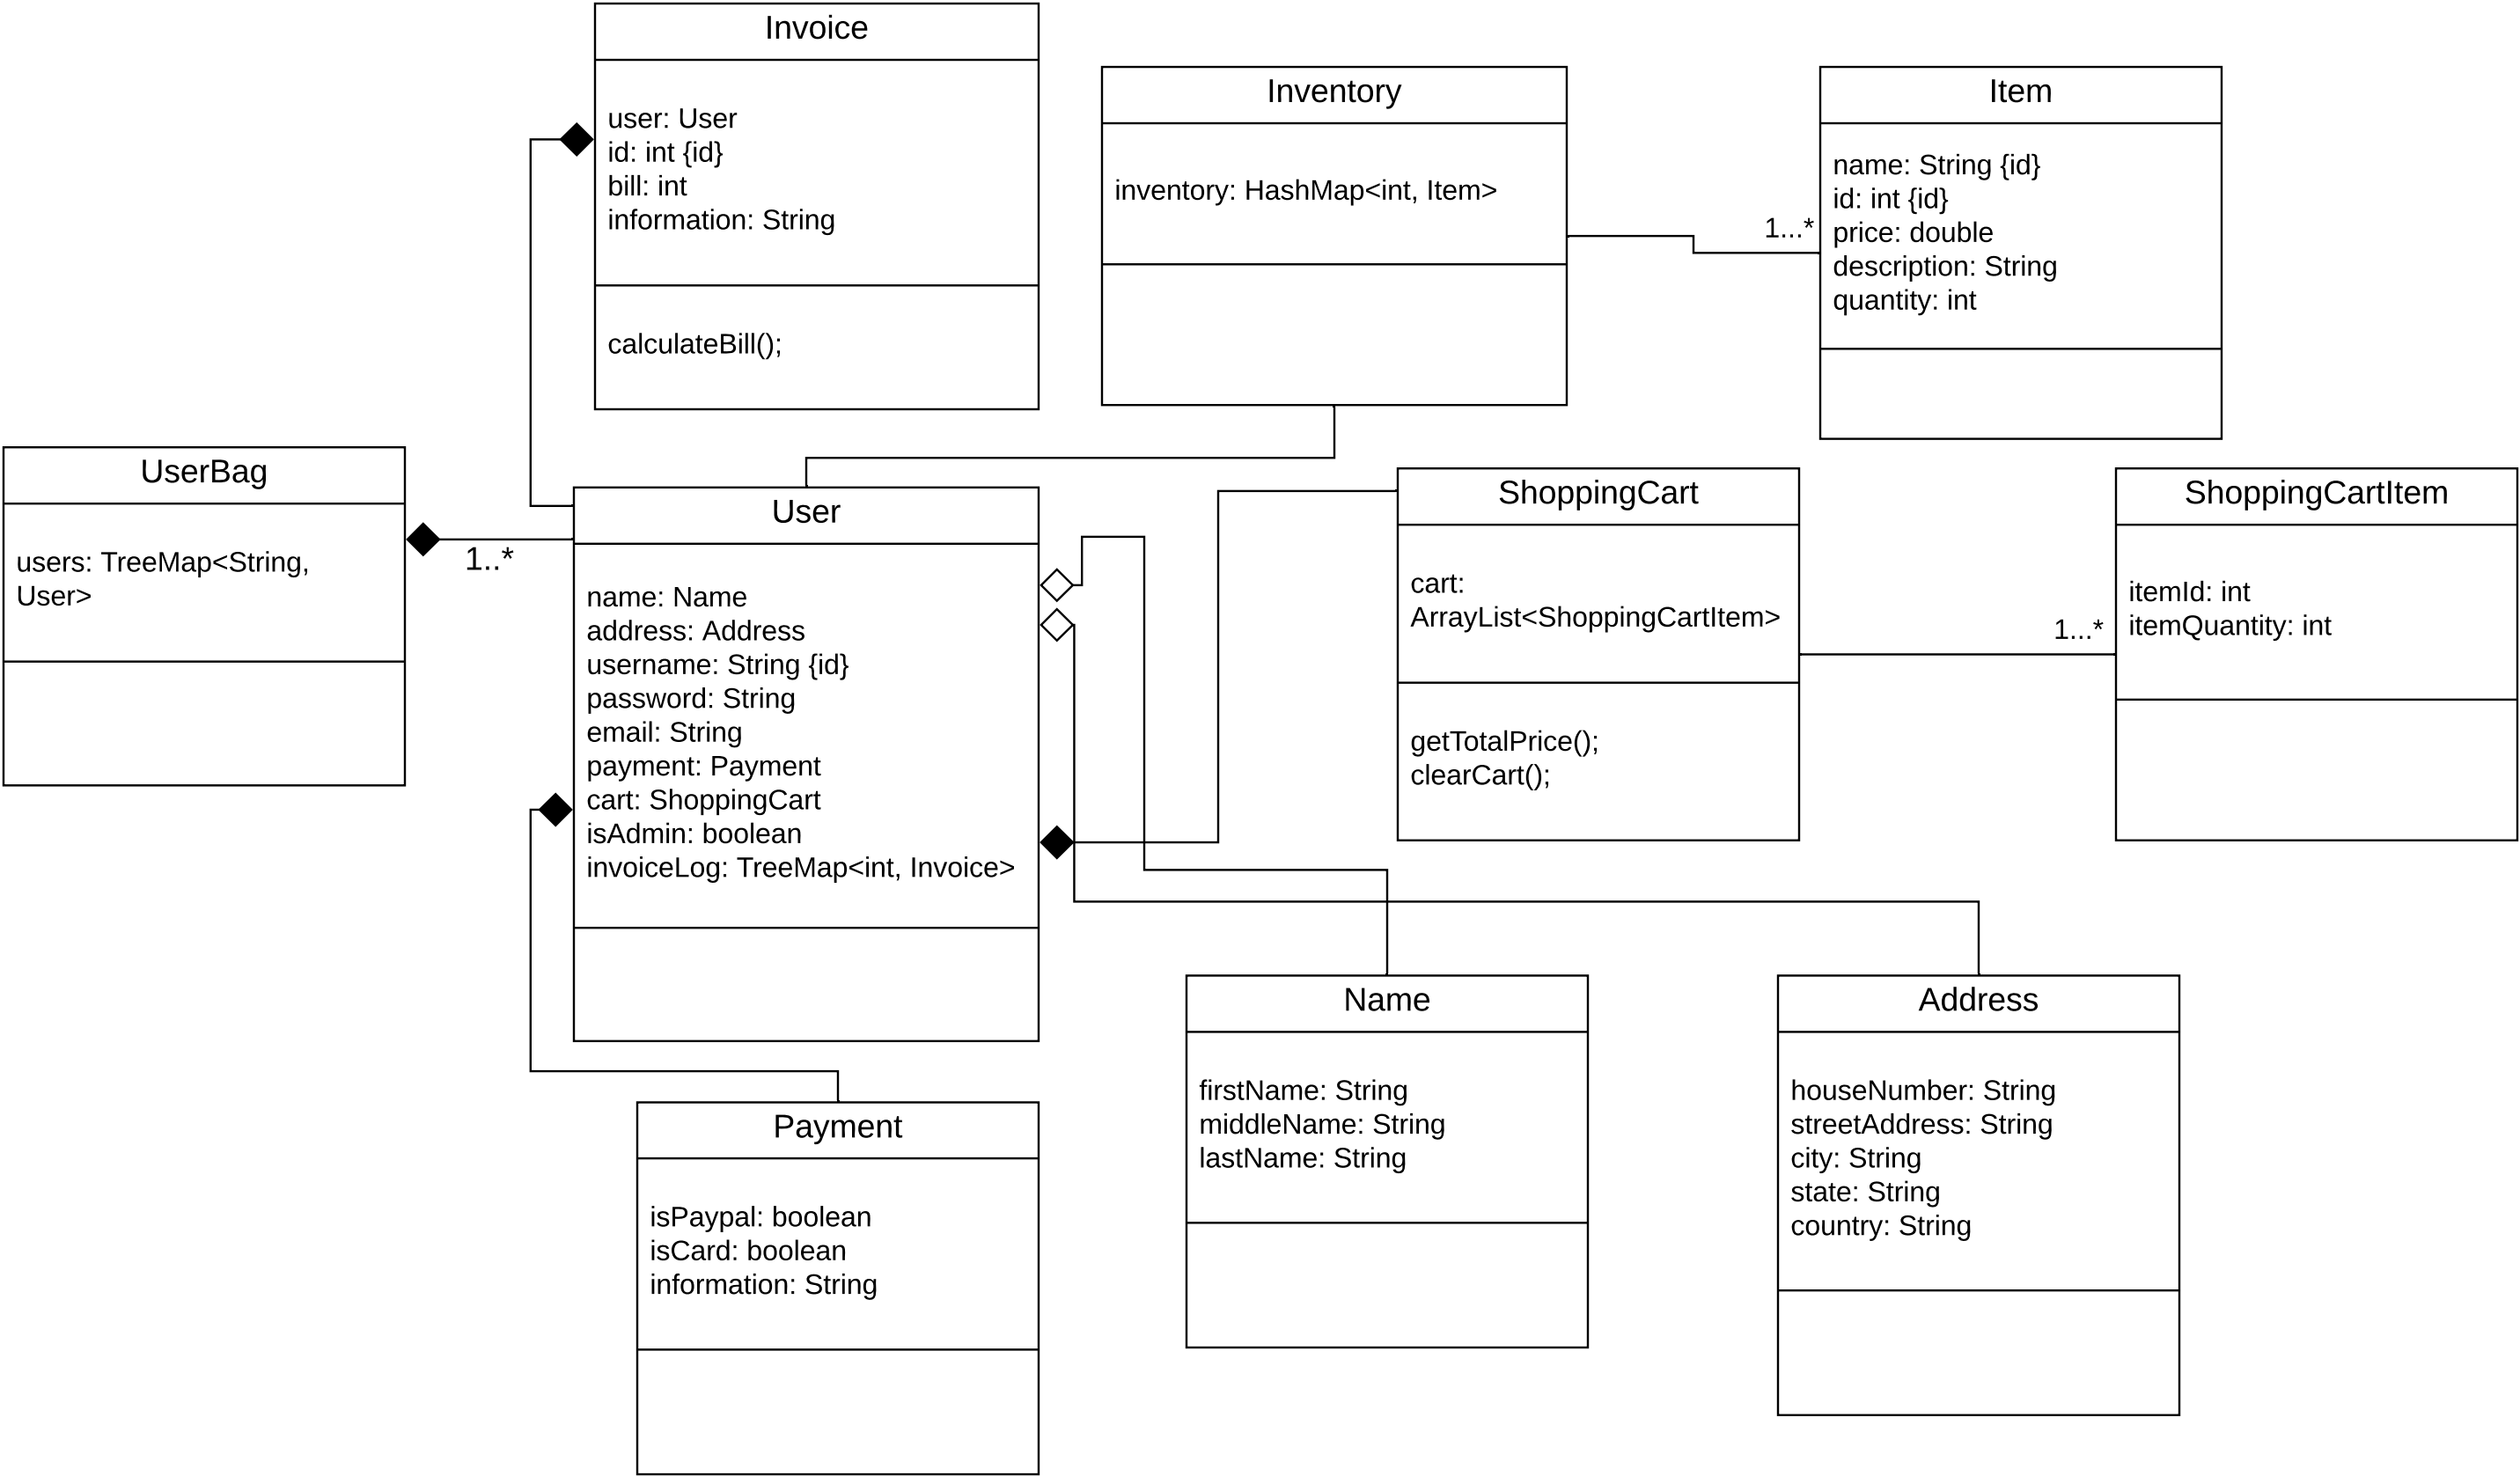 Invoice
user: User
id: int {id}
bill: int
information: String
calculateBill();
Inventory
inventory: HashMap<int, Item>
Item
name: String {id}
id: int {id}
price: double
description: String
quantity: int
1...*
UserBag
users: TreeMap<String,
User>
1..*
User
name: Name
address: Address
username: String {id}
password: String
email: String
payment: Payment
cart: ShoppingCart
isAdmin: boolean
invoiceLog: TreeMap<int, Invoice>
ShoppingCart
cart:
ArrayList<ShoppingCartItem>
getTotalPrice();
clearCart();
1...*
ShoppingCartItem
itemId: int
itemQuantity: int
Payment
isPaypal: boolean
isCard: boolean
information: String
Name
firstName: String
middleName: String
lastName: String
Address
houseNumber: String
streetAddress: String
city: String
state: String
country: String